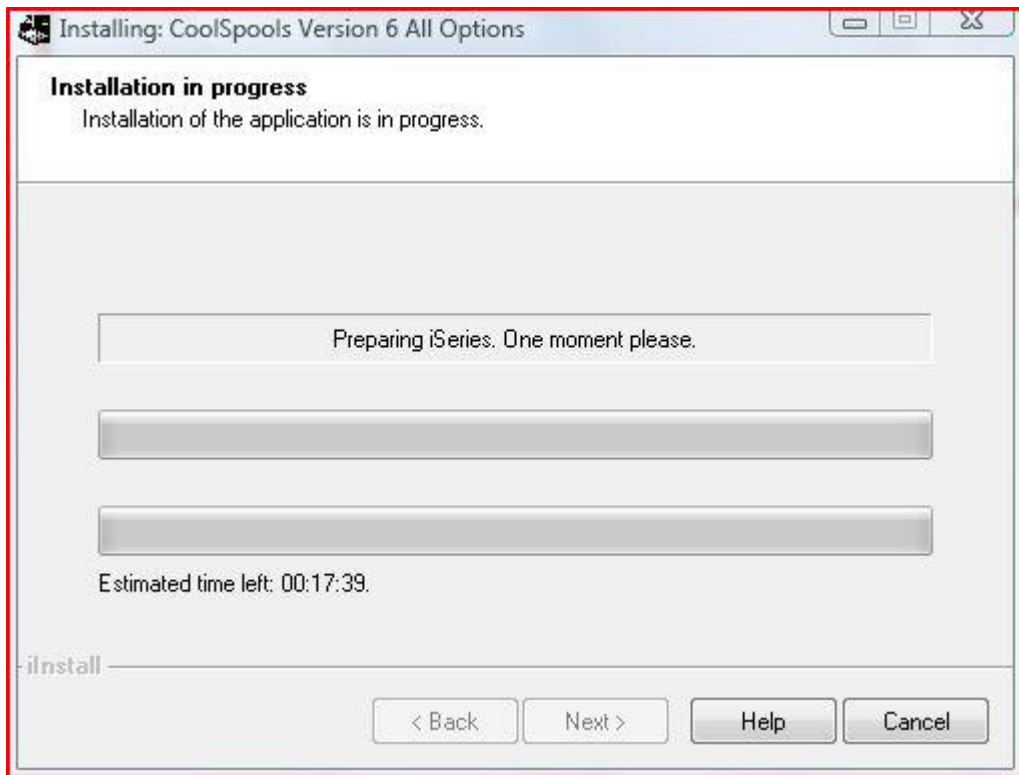 Installing: CoolSpools Version 6 All Options
Installation in progress
Installation of the application is in progress.
Preparing iSeries. One moment please.
Estimated time left: 00:17:39.
iInstall
< Back Next > Help Cancel